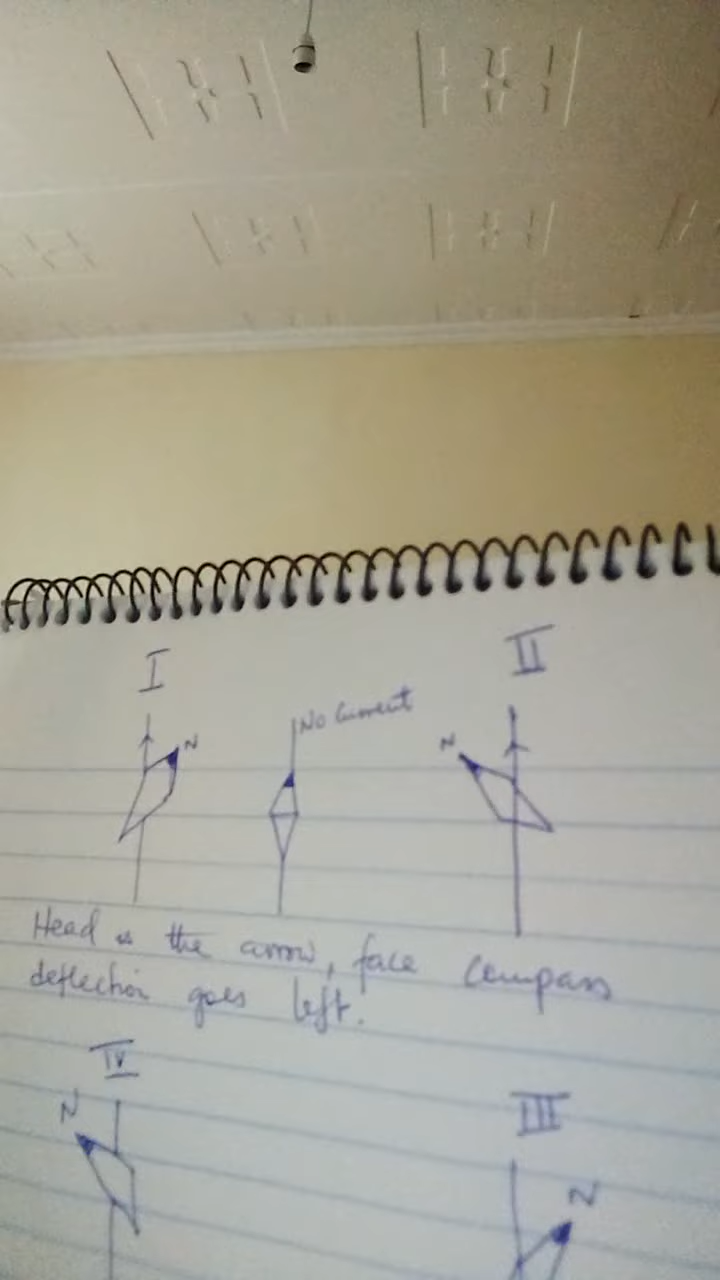 I
II
No Current
N
N
Head is the arrow, face compass
deflection goes left.
IV
III
N
N